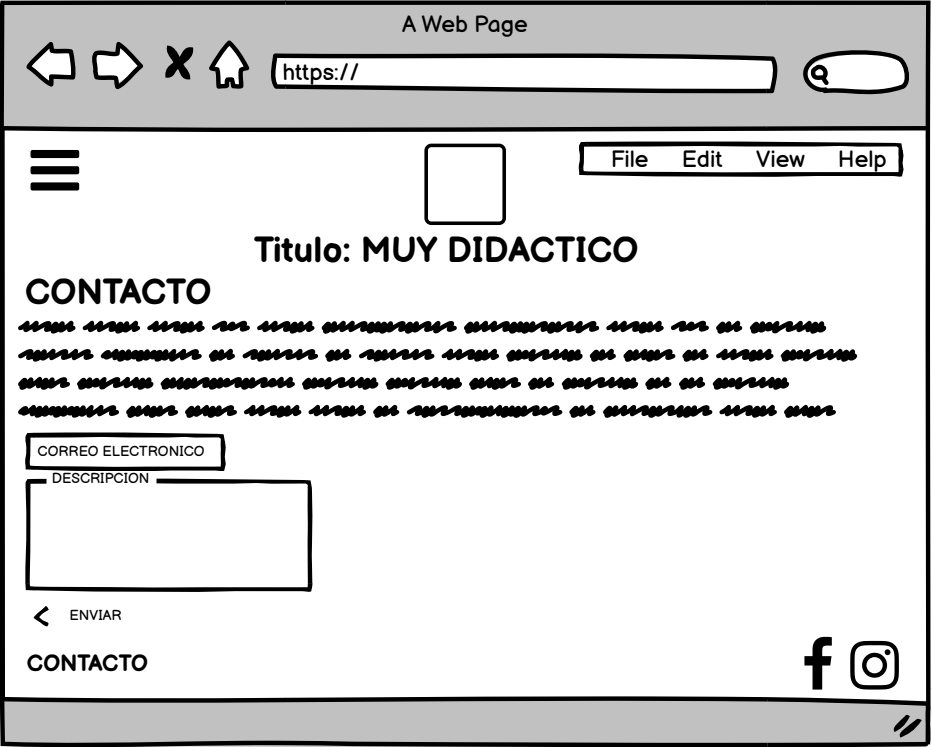 A Web Page
https://
File Edit View Help
Titulo: MUY DIDACTICO
CONTACTO
CORREO ELECTRONICO
DESCRIPCION
ENVIAR
CONTACTO